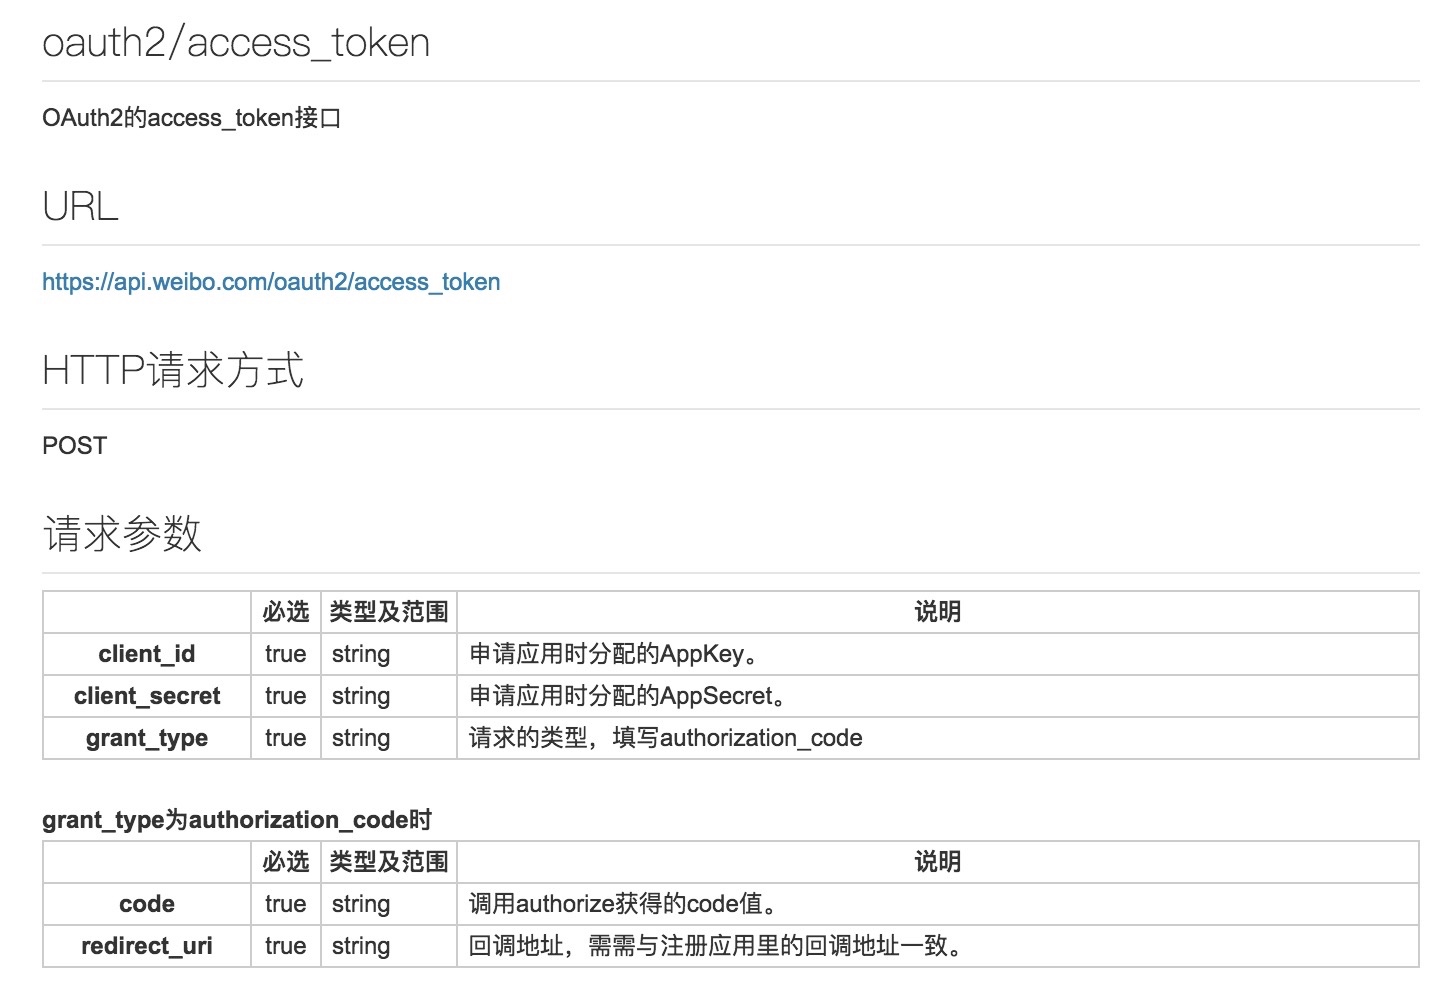 oauth2/access_token
OAuth2的access_token接口
URL
https://api.weibo.com/oauth2/access_token
HTTP请求方式
POST
请求参数
必选 类型及范围 说明
client_id true string 申请应用时分配的AppKey。
client_secret true string 申请应用时分配的AppSecret。
grant_type true string 请求的类型，填写authorization_code
grant_type为authorization_code时
必选 类型及范围 说明
code true string 调用authorize获得的code值。
redirect_uri true string 回调地址，需需与注册应用里的回调地址一致。